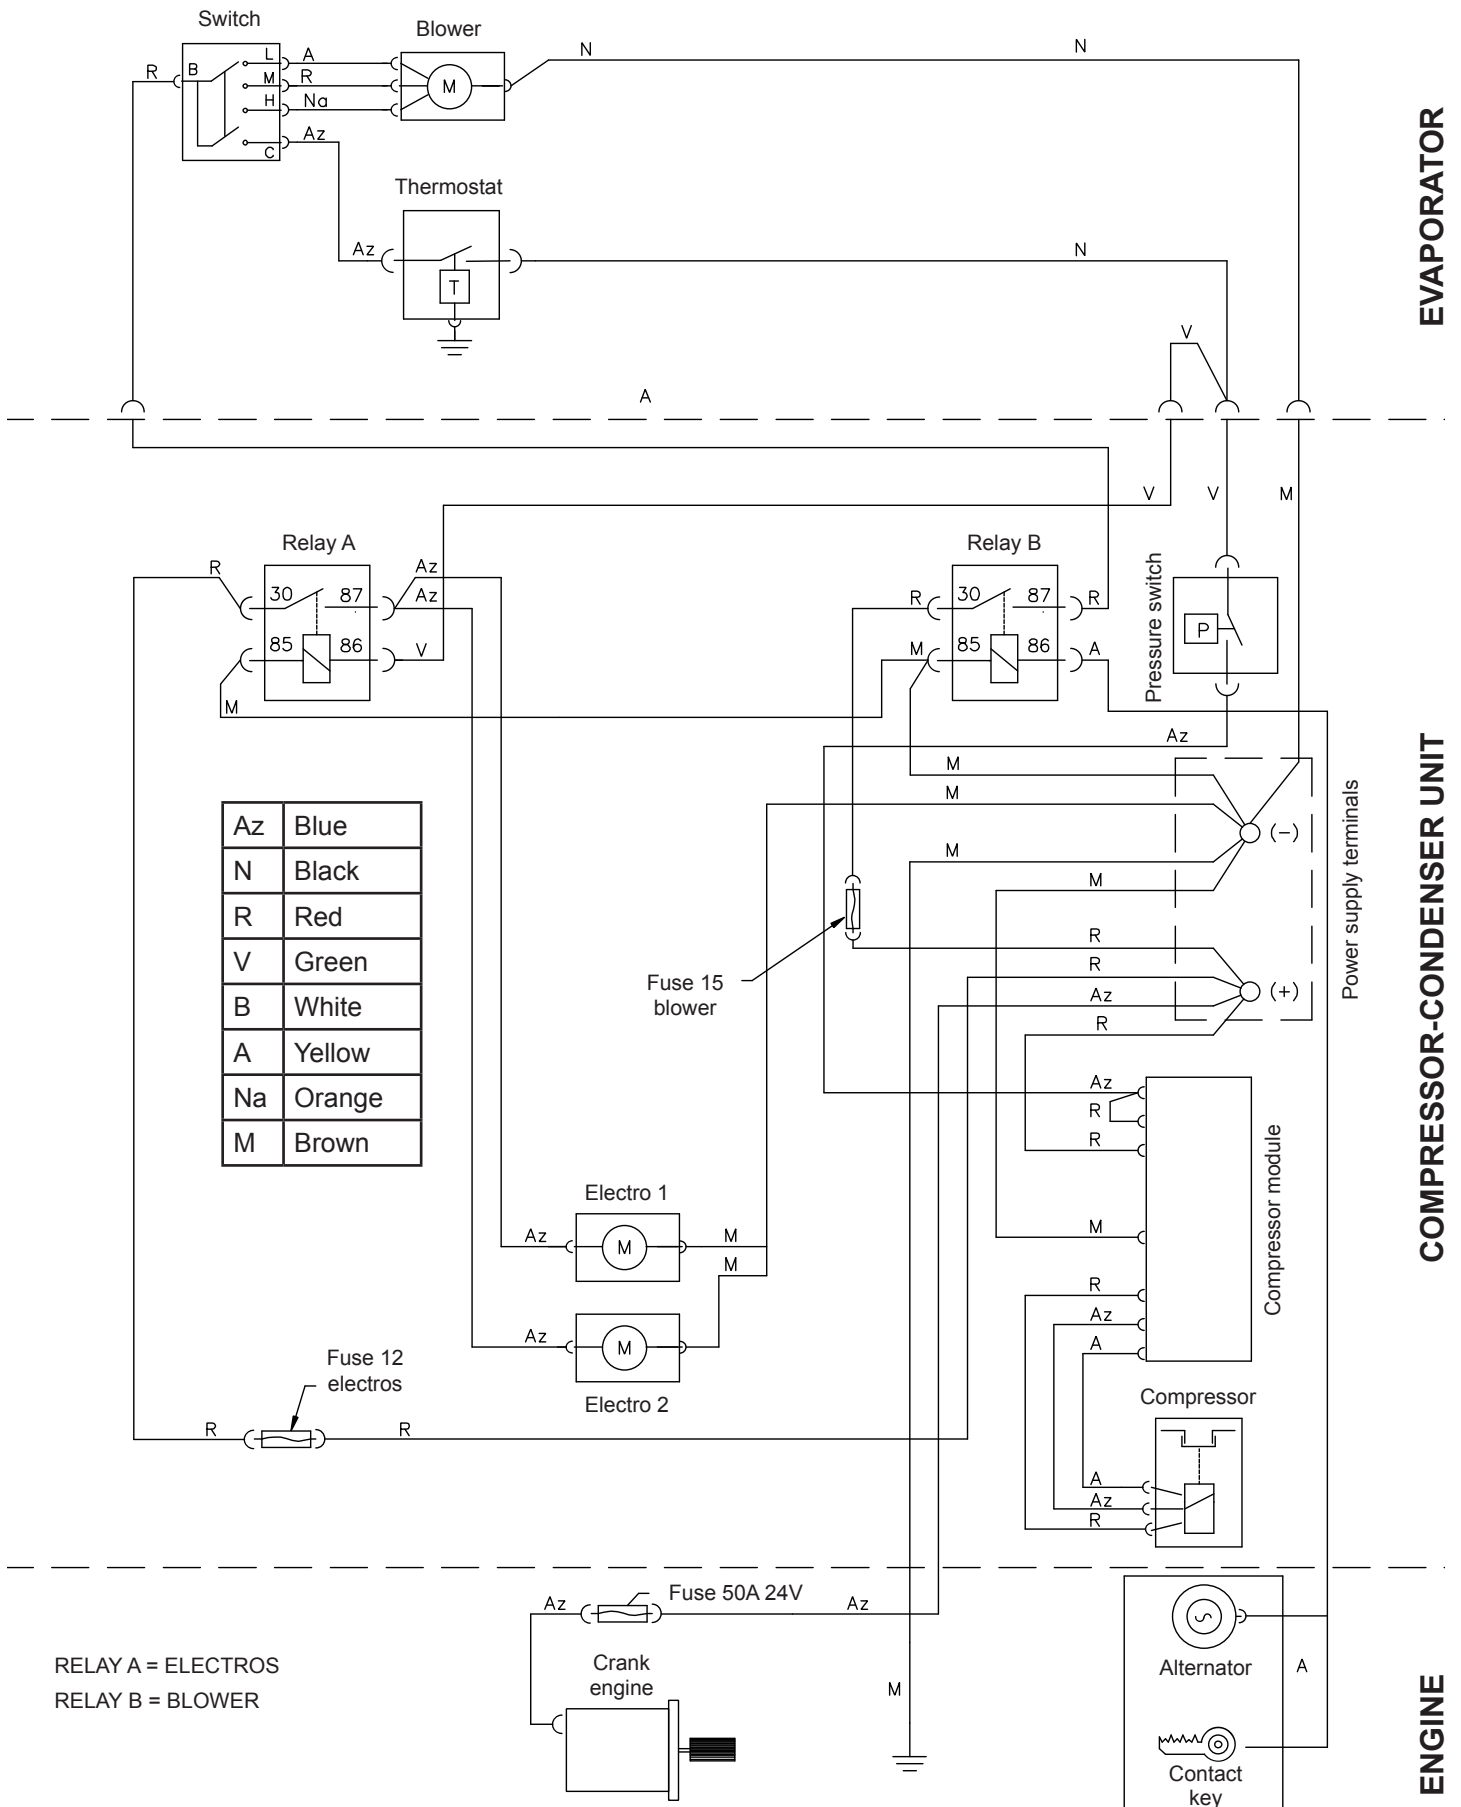 Switch
Blower
R
B
L
A
M
R
H
Na
C
Az
M
N
N
Thermostat
Az
T
N
V
A
EVAPORATOR
V
V
M
Relay A
R
30
87
Az
Az
85
86
V
M
Relay B
R
30
87
R
M
85
86
A
Pressure switch
P
Az
M
M
M
M
(-)
R
R
Az
R
(+)
Power supply terminals
COMPRESSOR-CONDENSER UNIT
Az Blue
N Black
R Red
V Green
B White
A Yellow
Na Orange
M Brown
Fuse 15
blower
Az
R
R
M
R
Az
A
Compressor module
Electro 1
Az
M
M
M
Az
M
Electro 2
Fuse 12
electros
R
R
Compressor
A
Az
R
Az
Fuse 50A 24V
Az
Crank
engine
M
Alternator
A
Contact
key
RELAY A = ELECTROS
RELAY B = BLOWER
ENGINE